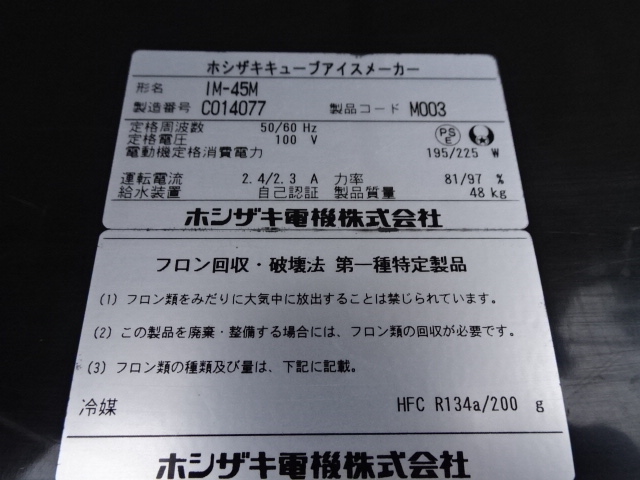 ホシザキキューブアイスメーカー
形名 IM-45M
製造番号 C014077 製品コード M003
定格周波数 50/60 Hz
定格電圧 100 V
PSE
電動機定格消費電力 195/225 W
運転電流 2.4/2.3 A 力率 81/97 %
給水装置 自己認証 製品質量 48 kg
ホシザキ電機株式会社
フロン回収・破壊法 第一種特定製品
(1) フロン類をみだりに大気中に放出することは禁じられています。
(2) この製品を廃棄・整備する場合には、フロン類の回収が必要です。
(3) フロン類の種類及び量は、下記に記載。
冷媒 HFC R134a/200 g
ホシザキ電機株式会社